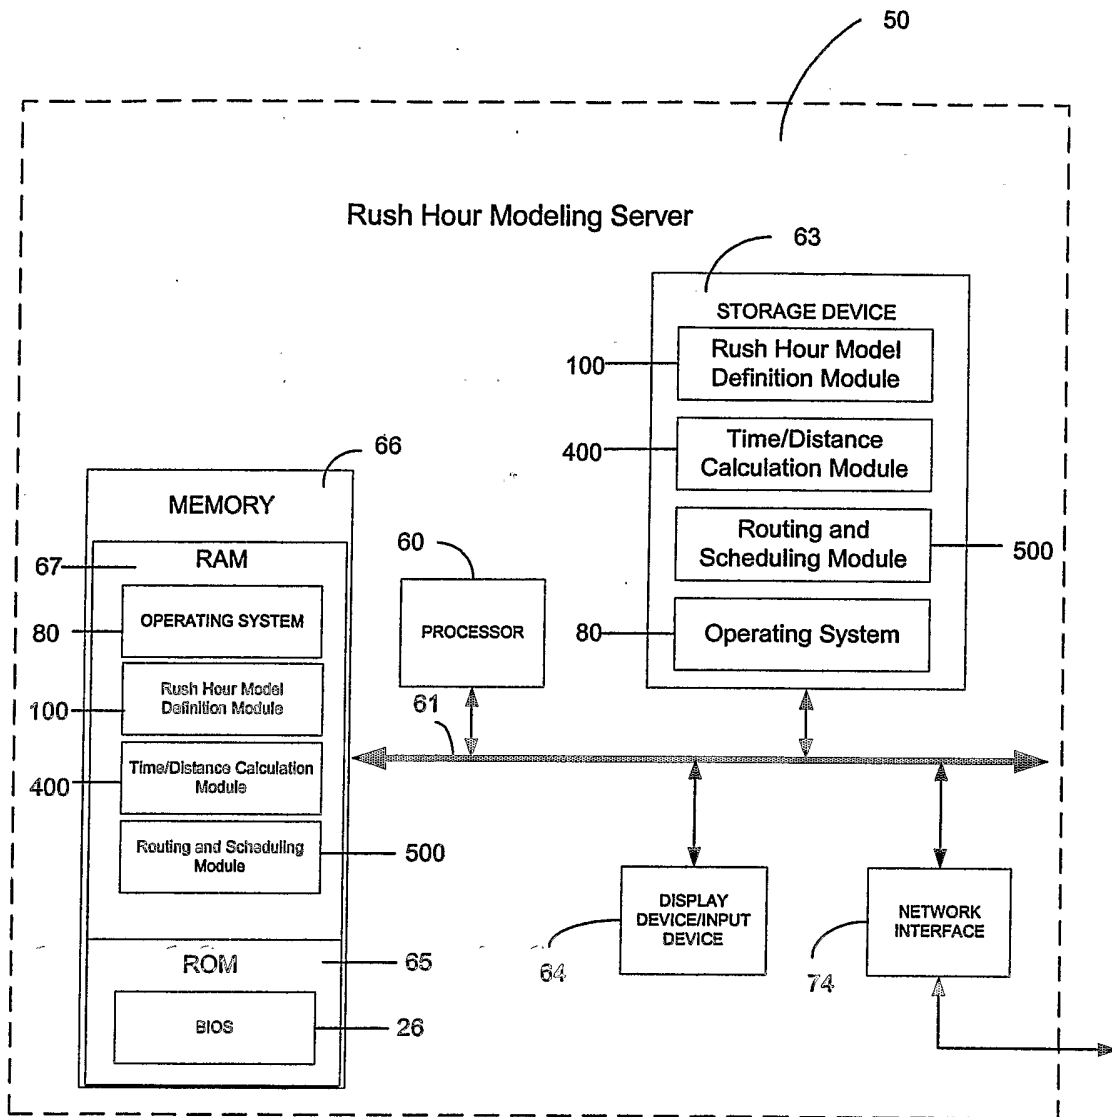 50
Rush Hour Modeling Server
63
STORAGE DEVICE
100
Rush Hour Model
Definition Module
400
Time/Distance
Calculation Module
Routing and
Scheduling Module
500
80
Operating System
66
MEMORY
67
RAM
80
OPERATING SYSTEM
100
Rush Hour Model
Definition Module
400
Time/Distance Calculation
Module
Routing and Scheduling
Module
500
ROM
65
BIOS
26
60
PROCESSOR
61
DISPLAY
DEVICE/INPUT
DEVICE
64
NETWORK
INTERFACE
74